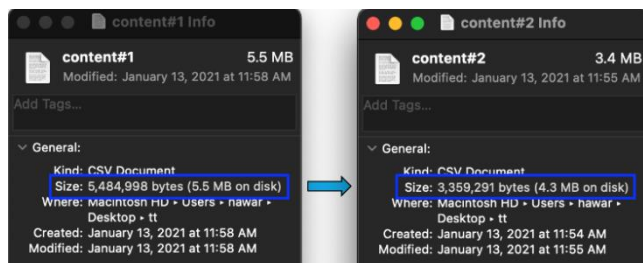 content#1 Info
content#1 5.5 MB
Modified: January 13, 2021 at 11:58 AM
Add Tags...
General:
Kind: CSV Document
Size: 5,484,998 bytes (5.5 MB on disk)
Where: Macintosh HD ▸ Users ▸ hawar ▸
Desktop ▸ tt
Created: January 13, 2021 at 11:58 AM
Modified: January 13, 2021 at 11:58 AM
content#2 Info
content#2 3.4 MB
Modified: January 13, 2021 at 11:55 AM
Add Tags...
General:
Kind: CSV Document
Size: 3,359,291 bytes (4.3 MB on disk)
Where: Macintosh HD ▸ Users ▸ hawar ▸
Desktop ▸ tt
Created: January 13, 2021 at 11:54 AM
Modified: January 13, 2021 at 11:55 AM